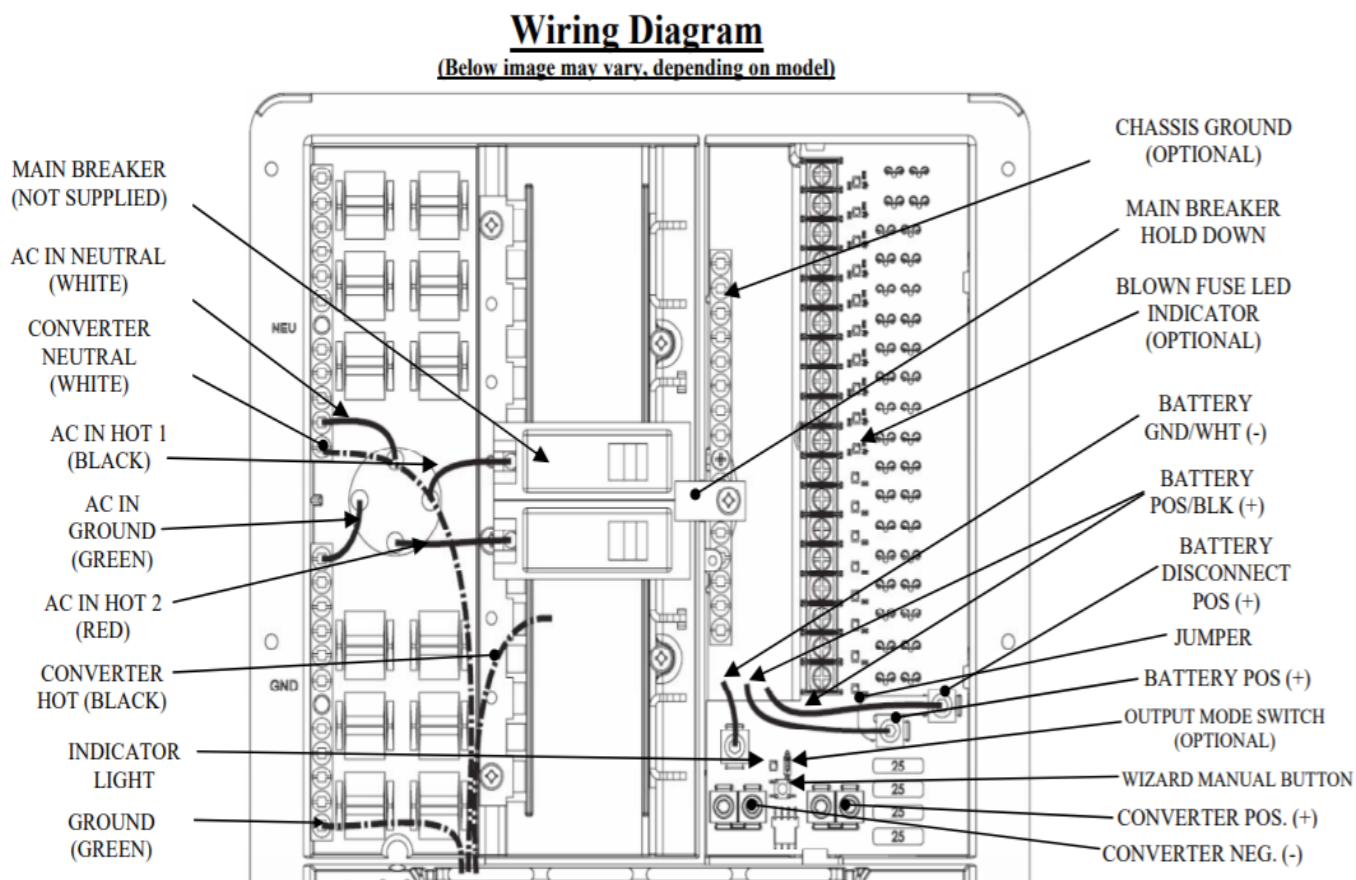 Wiring Diagram
(Below image may vary, depending on model)
MAIN BREAKER
(NOT SUPPLIED)
AC IN NEUTRAL
(WHITE)
CONVERTER
NEUTRAL
(WHITE)
AC IN HOT 1
(BLACK)
AC IN
GROUND
(GREEN)
AC IN HOT 2
(RED)
CONVERTER
HOT (BLACK)
INDICATOR
LIGHT
GROUND
(GREEN)
NEU
GND
CHASSIS GROUND
(OPTIONAL)
MAIN BREAKER
HOLD DOWN
BLOWN FUSE LED
INDICATOR
(OPTIONAL)
BATTERY
GND/WHT (-)
BATTERY
POS/BLK (+)
BATTERY
DISCONNECT
POS (+)
JUMPER
BATTERY POS (+)
OUTPUT MODE SWITCH
(OPTIONAL)
WIZARD MANUAL BUTTON
CONVERTER POS. (+)
CONVERTER NEG. (-)
25
25
25
25